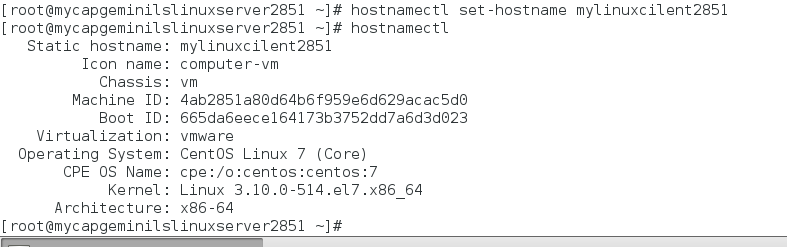 [root@mycapgeminilslinuxserver2851 ~]# hostnamectl set-hostname mylinuxcilent2851
[root@mycapgeminilslinuxserver2851 ~]# hostnamectl
Static hostname: mylinuxcilent2851
Icon name: computer-vm
Chassis: vm
Machine ID: 4ab2851a80d64b6f959e6d629acac5d0
Boot ID: 665da6eece164173b3752dd7a6d3d023
Virtualization: vmware
Operating System: CentOS Linux 7 (Core)
CPE OS Name: cpe:/o:centos:centos:7
Kernel: Linux 3.10.0-514.el7.x86_64
Architecture: x86-64
[root@mycapgeminilslinuxserver2851 ~]#